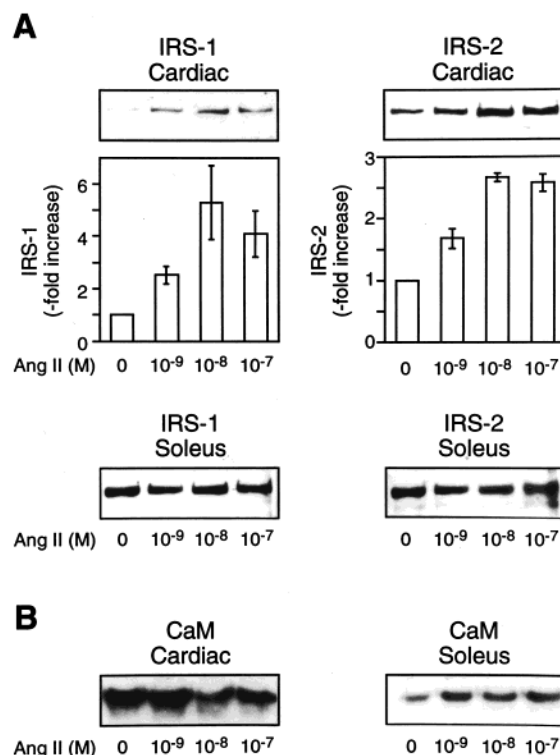 A
IRS-1
Cardiac
IRS-2
Cardiac
IRS-1
(-fold increase)
6
4
2
0
Ang II (M) 0 10⁻⁹ 10⁻⁸ 10⁻⁷
IRS-2
(-fold increase)
3
2
1
0
0 10⁻⁹ 10⁻⁸ 10⁻⁷
IRS-1
Soleus
IRS-2
Soleus
Ang II (M) 0 10⁻⁹ 10⁻⁸ 10⁻⁷
0 10⁻⁹ 10⁻⁸ 10⁻⁷
B
CaM
Cardiac
CaM
Soleus
Ang II (M) 0 10⁻⁹ 10⁻⁸ 10⁻⁷
0 10⁻⁹ 10⁻⁸ 10⁻⁷